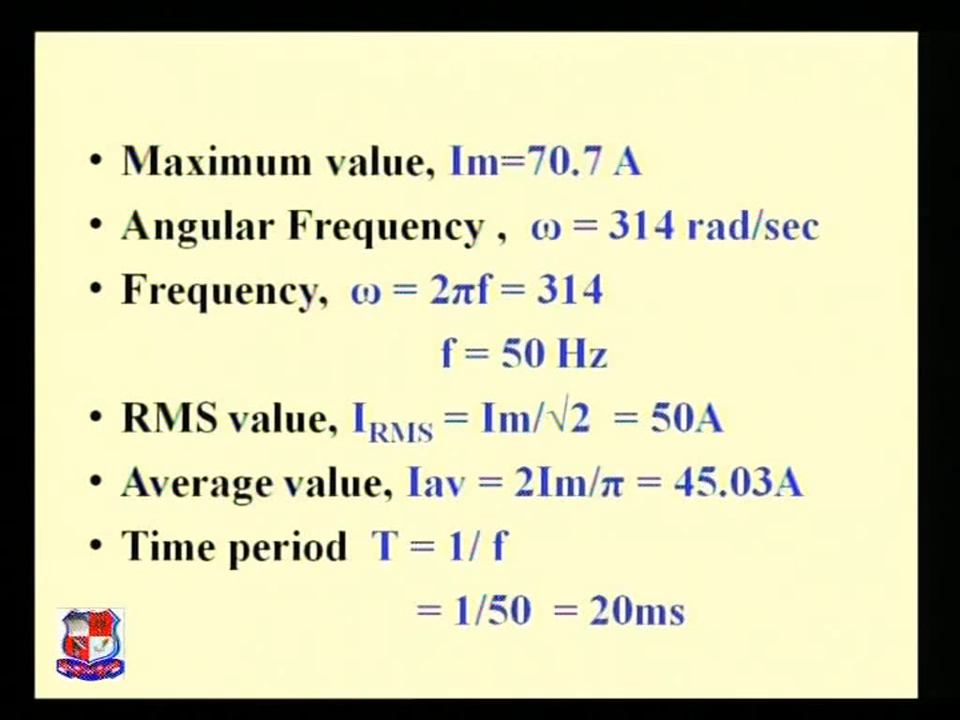 • Maximum value, Im=70.7 A
• Angular Frequency , ω = 314 rad/sec
• Frequency, ω = 2πf = 314
f = 50 Hz
• RMS value, IRMS = Im/√2 = 50A
• Average value, Iav = 2Im/π = 45.03A
• Time period T = 1/ f
= 1/50 = 20ms